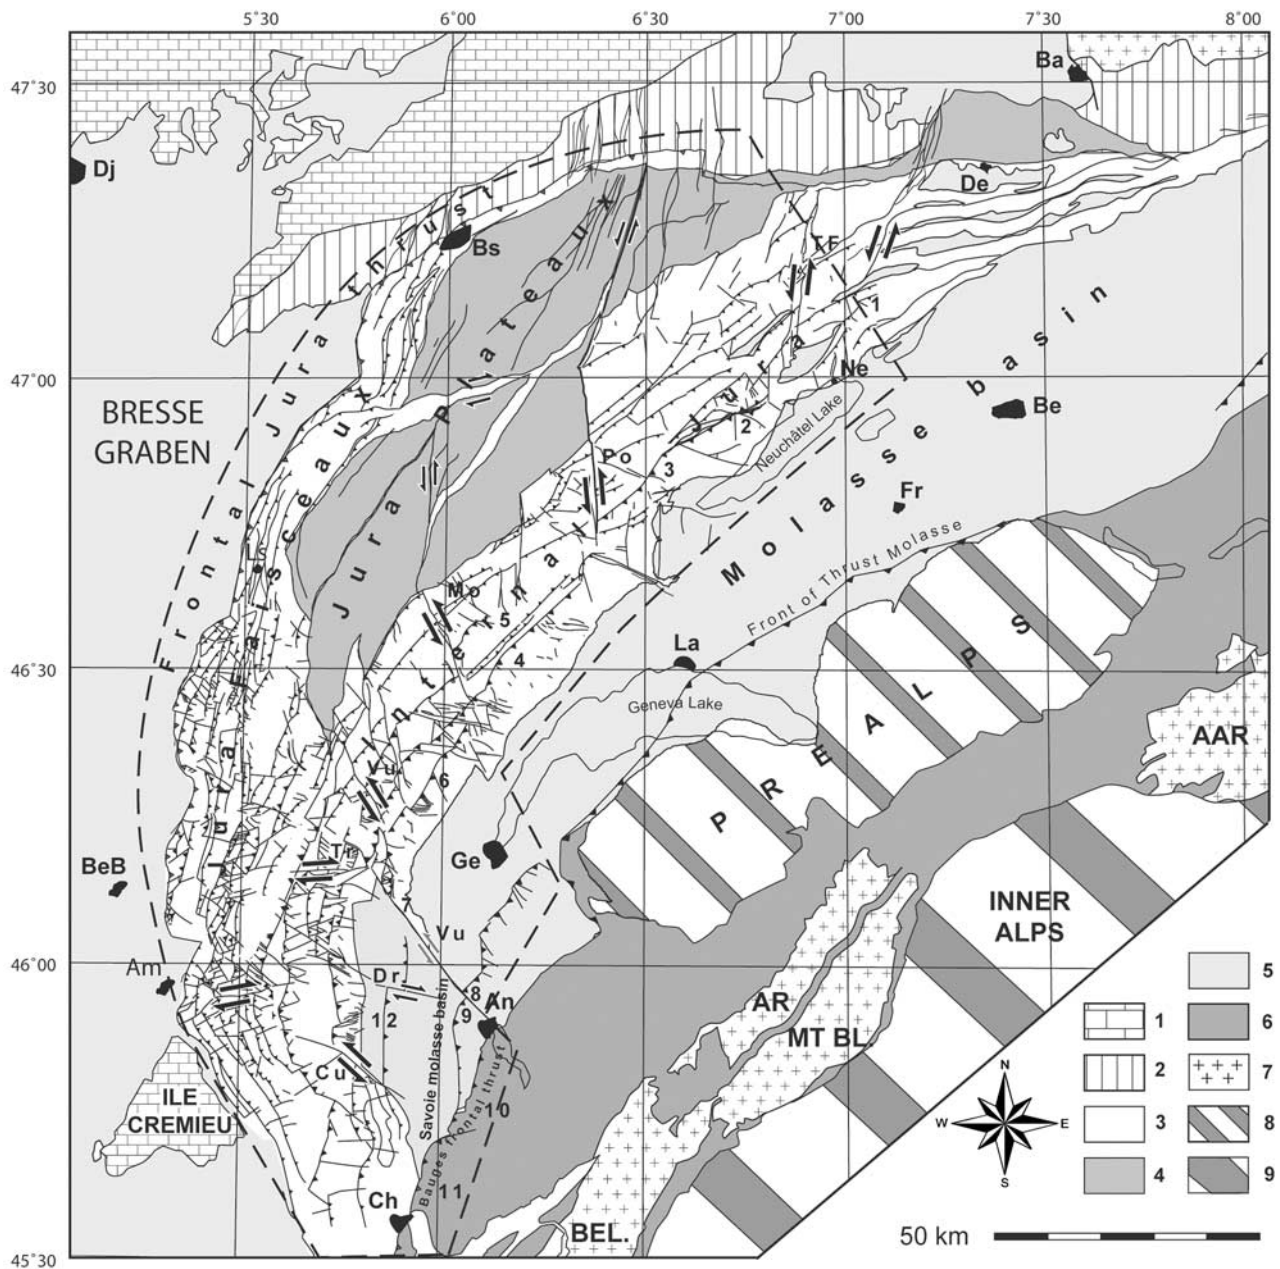 5°30 6°00 6°30 7°00 7°30 8°00
47°30
Ba
Dj
De
Bs
TF
Frontal Jura thrust
Jura Plateaux
1
47°00
Ne
BRESSE
GRABEN
Molasse basin
Be
2
Neuchâtel Lake
Po
3
Fr
Ls
Jura Faisceaux
Internal Jura
Front of Thrust Molasse
Mo
5
4
La
46°30
Geneva Lake
PREALPS
AAR
Vu
6
Tr
Ge
BeB
7
INNER
ALPS
Vu
46°00
Am
Dr
8
An
9
12
AR
MT BL.
Savoie molasse basin
Cu
ILE
CREMIEU
10
Bauges frontal thrust
11
Ch
BEL.
45°30
5
1 6
2 7
3 8
4 9
N
W E
S
50 km